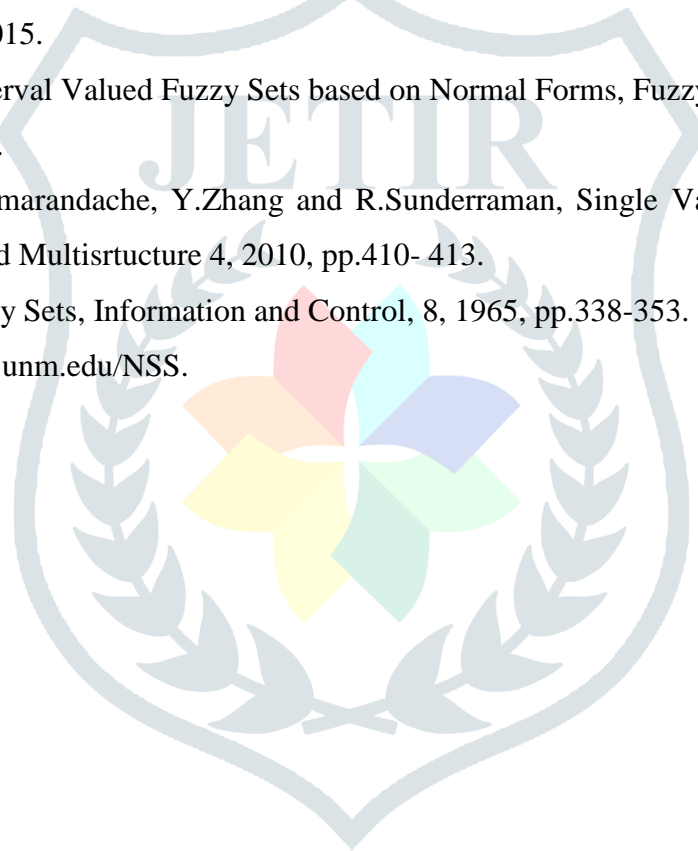 015.
erval Valued Fuzzy Sets based on Normal Forms, Fuzzy
JETIR
.
marandache, Y.Zhang and R.Sunderraman, Single Va
d Multisrtucture 4, 2010, pp.410- 413.
y Sets, Information and Control, 8, 1965, pp.338-353.
.unm.edu/NSS.